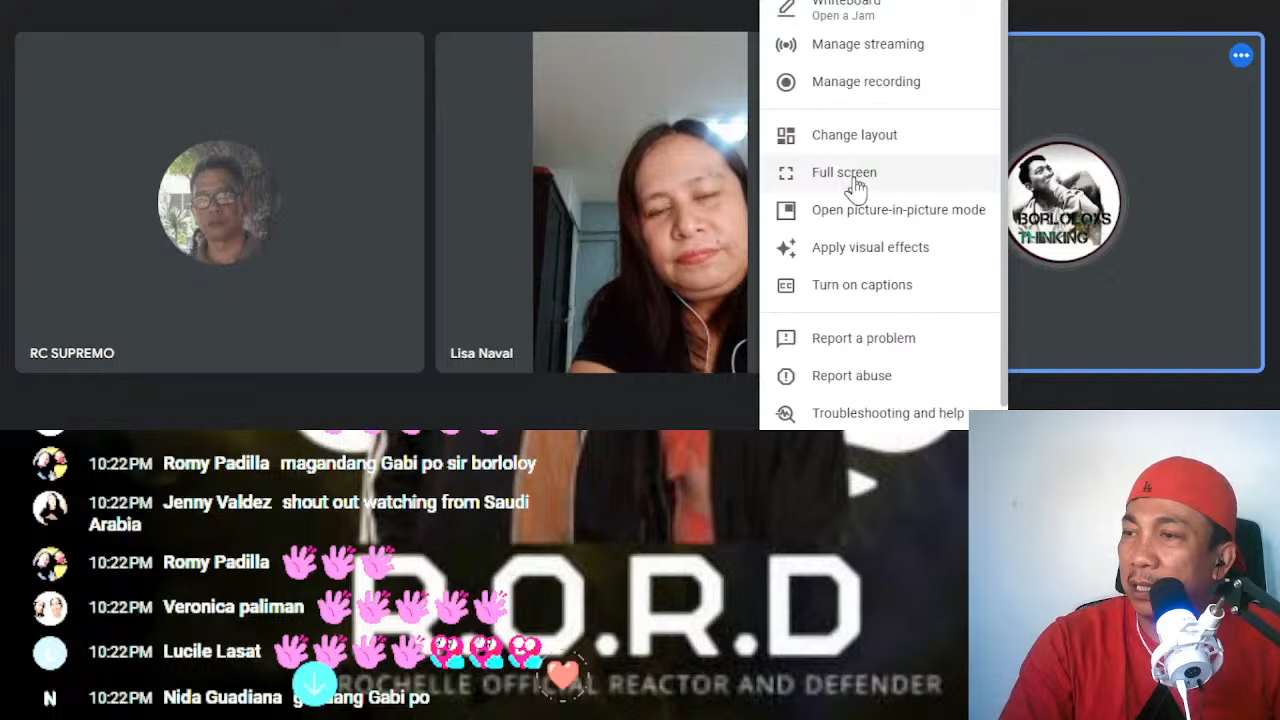 Whiteboard
Open a Jam
Manage streaming
Manage recording
Change layout
Full screen
Open picture-in-picture mode
Apply visual effects
Turn on captions
Report a problem
Report abuse
Troubleshooting and help
RC SUPREMO
Lisa Naval
BORLOLOYS
THINKING
10:22PM Romy Padilla magandang Gabi po sir borloloy
10:22PM Jenny Valdez shout out watching from Saudi
Arabia
10:22PM Romy Padilla
10:22PM Veronica paliman
10:22PM Lucile Lasat
N 10:22PM Nida Guadiana Gabi po
B.O.R.D
ROCHELLE OFFICIAL REACTOR AND DEFENDER